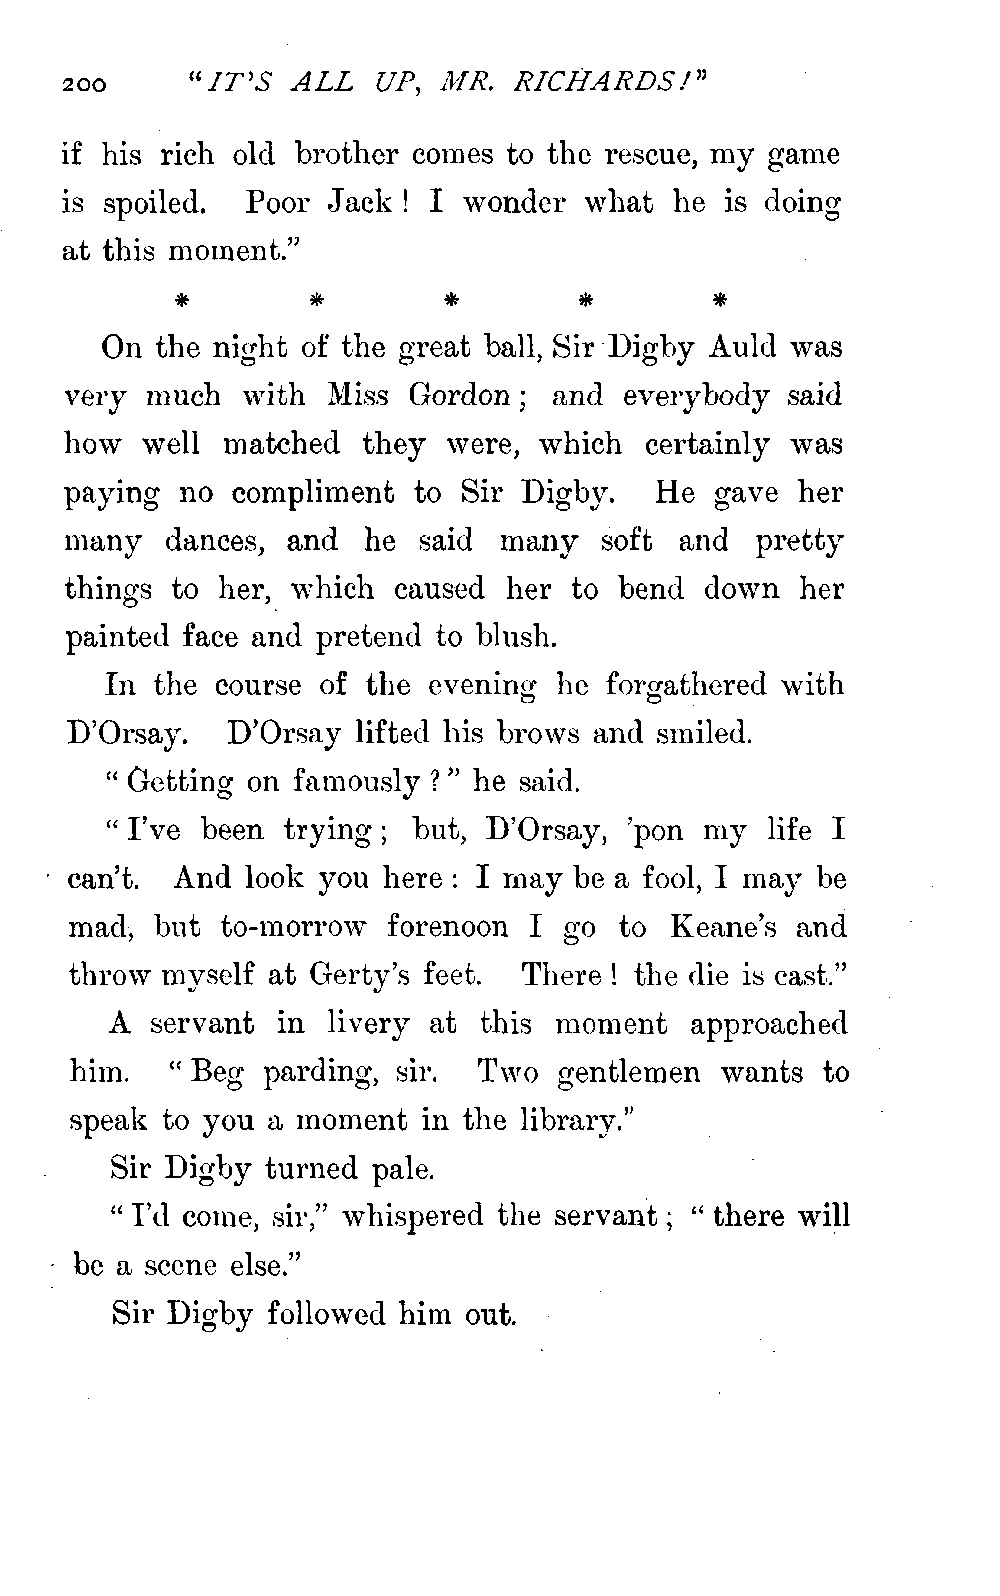 200 "IT'S ALL UP, MR. RICHARDS!"
if his rich old brother comes to the rescue, my game
is spoiled. Poor Jack! I wonder what he is doing
at this moment."
* * * * *
On the night of the great ball, Sir Digby Auld was
very much with Miss Gordon; and everybody said
how well matched they were, which certainly was
paying no compliment to Sir Digby. He gave her
many dances, and he said many soft and pretty
things to her, which caused her to bend down her
painted face and pretend to blush.
In the course of the evening he forgathered with
D'Orsay. D'Orsay lifted his brows and smiled.
"Getting on famously?" he said.
"I've been trying; but, D'Orsay, 'pon my life I
can't. And look you here: I may be a fool, I may be
mad, but to-morrow forenoon I go to Keane's and
throw myself at Gerty's feet. There! the die is cast."
A servant in livery at this moment approached
him. "Beg parding, sir. Two gentlemen wants to
speak to you a moment in the library."
Sir Digby turned pale.
"I'd come, sir," whispered the servant; "there will
be a scene else."
Sir Digby followed him out.